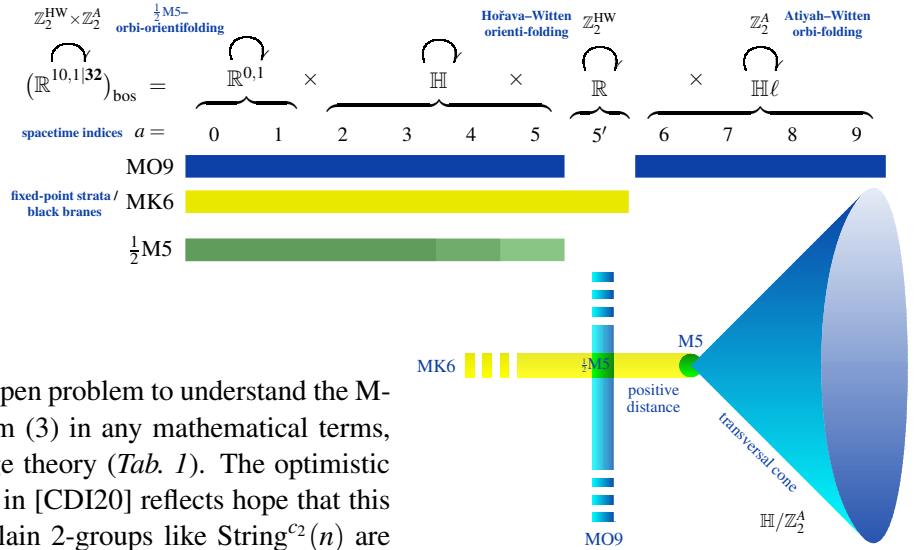 ℤ₂^HW × ℤ₂^A
½M5–
orbi-orientifolding
Hořava–Witten
orienti-folding
ℤ₂^HW
ℤ₂^A
Atiyah–Witten
orbi-folding
(ℝ^{10,1|32})_bos = ℝ^{0,1} × ℍ × ℝ × ℍℓ
spacetime indices a = 0 1 2 3 4 5 5′ 6 7 8 9
MO9
fixed-point strata /
black branes
MK6
½M5
M5
MK6
½M5
positive
distance
transversal cone
ℍ/ℤ₂^A
MO9
pen problem to understand the M-
m (3) in any mathematical terms,
ge theory (Tab. 1). The optimistic
in [CDI20] reflects hope that this
lain 2-groups like String^{c₂}(n) are